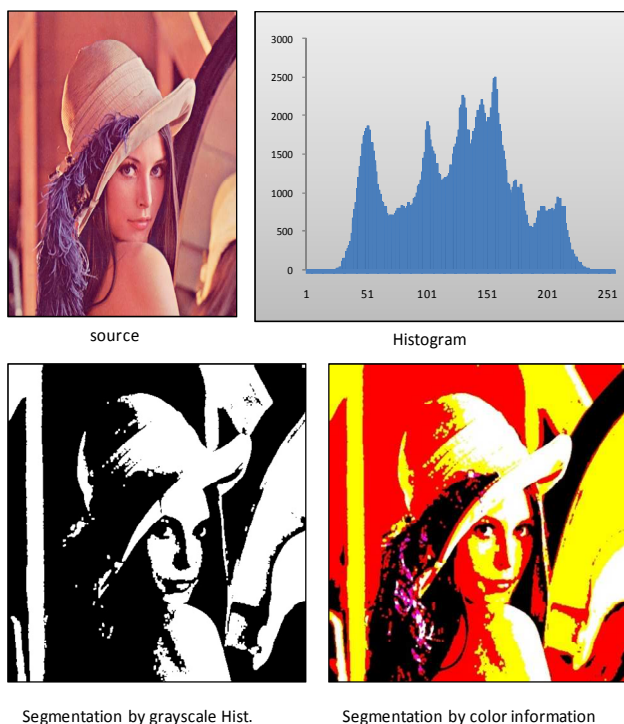 3000
2500
2000
1500
1000
500
0
1 51 101 151 201 251
source
Histogram
Segmentation by grayscale Hist.
Segmentation by color information